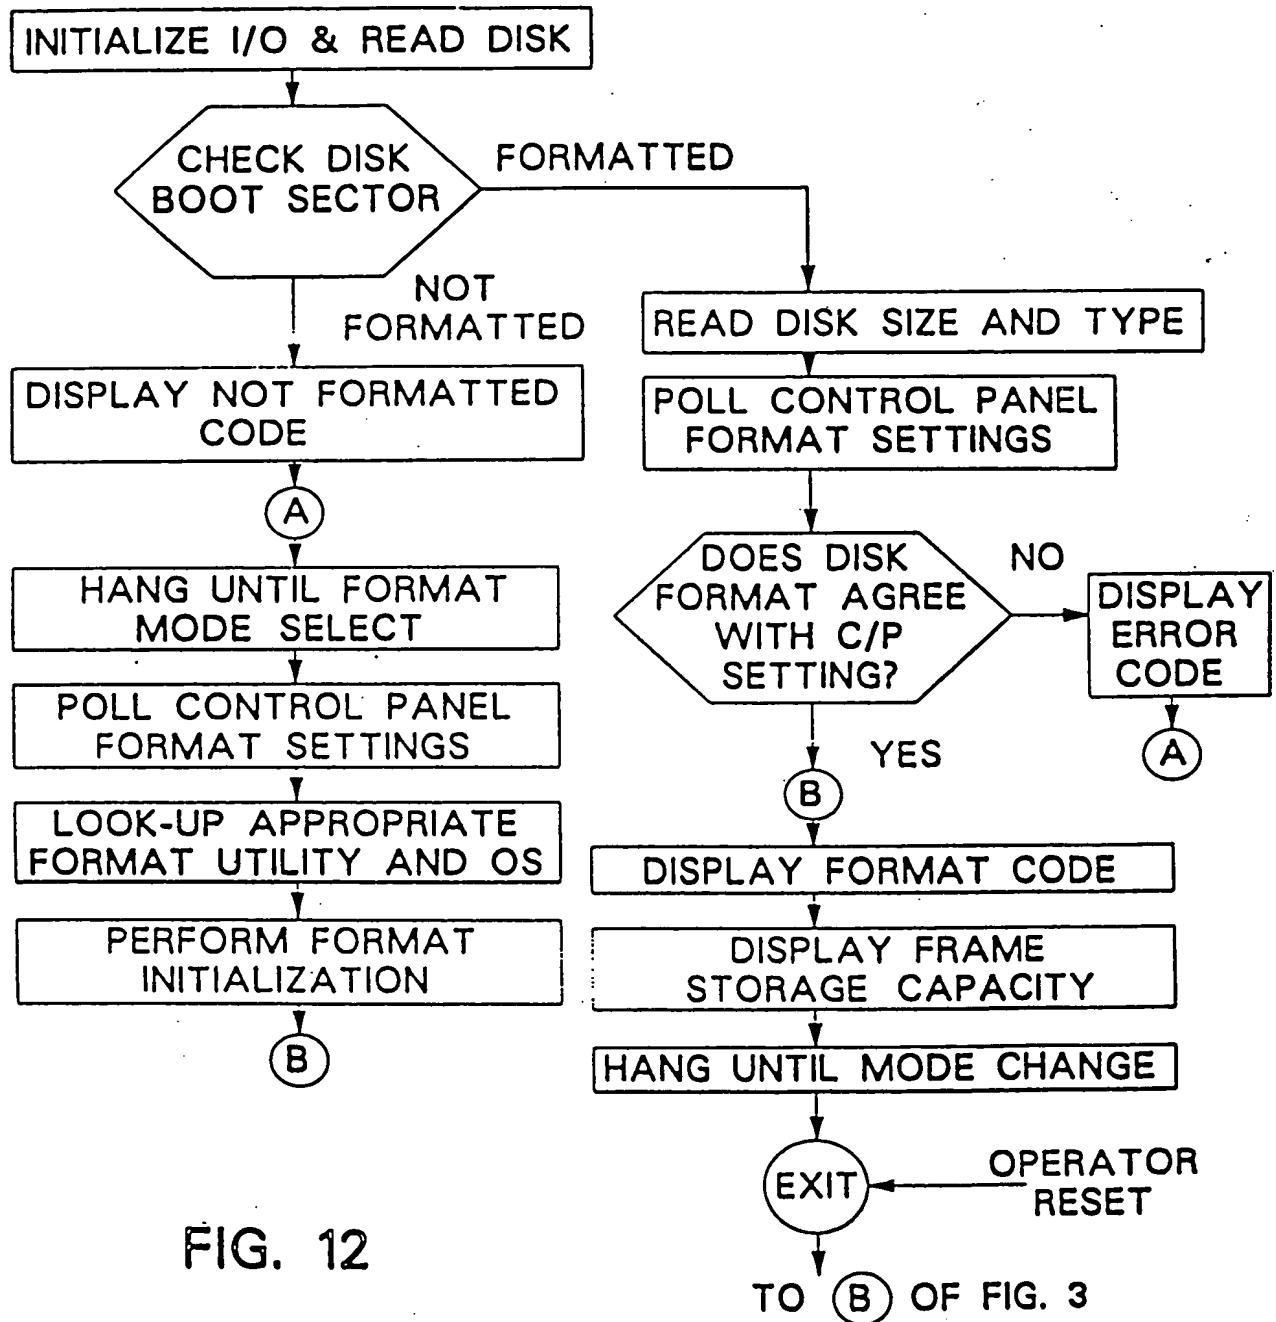 INITIALIZE I/O & READ DISK
CHECK DISK
BOOT SECTOR
FORMATTED
NOT
FORMATTED
DISPLAY NOT FORMATTED
CODE
A
HANG UNTIL FORMAT
MODE SELECT
POLL CONTROL PANEL
FORMAT SETTINGS
LOOK-UP APPROPRIATE
FORMAT UTILITY AND OS
PERFORM FORMAT
INITIALIZATION
B
READ DISK SIZE AND TYPE
POLL CONTROL PANEL
FORMAT SETTINGS
DOES DISK
FORMAT AGREE
WITH C/P
SETTING?
NO
DISPLAY
ERROR
CODE
A
YES
B
DISPLAY FORMAT CODE
DISPLAY FRAME
STORAGE CAPACITY
HANG UNTIL MODE CHANGE
EXIT
OPERATOR
RESET
TO B OF FIG. 3
FIG. 12